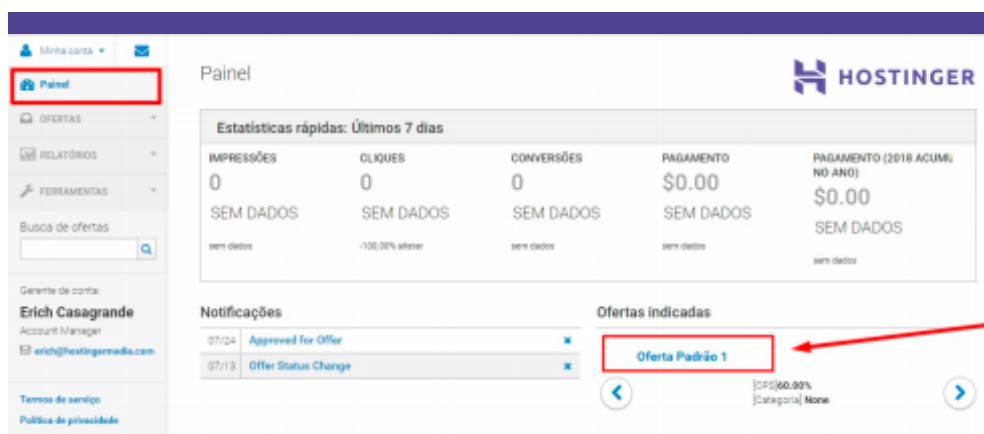 Minha conta
Painel
OFERTAS
RELATÓRIOS
FERRAMENTAS
Busca de ofertas
Gerente de conta:
Erich Casagrande
Account Manager
erich@hostingermedia.com
Termos de serviço
Política de privacidade
Painel
HOSTINGER
Estatísticas rápidas: Últimos 7 dias
IMPRESSÕES
0
SEM DADOS
sem dados
CLIQUES
0
SEM DADOS
-100.00% alterar
CONVERSÕES
0
SEM DADOS
sem dados
PAGAMENTO
$0.00
SEM DADOS
sem dados
PAGAMENTO (2018 ACUMU
NO ANO)
$0.00
SEM DADOS
sem dados
Notificações
07/24 Approved for Offer
07/13 Offer Status Change
Ofertas indicadas
Oferta Padrão 1
[CPS]60.00%
[Categoria] None